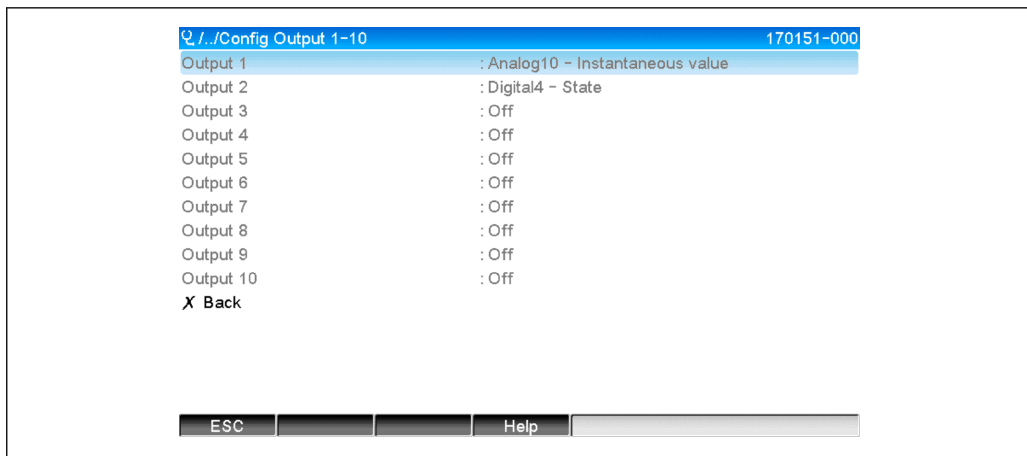 /../Config Output 1-10 170151-000
Output 1 : Analog10 - Instantaneous value
Output 2 : Digital4 - State
Output 3 : Off
Output 4 : Off
Output 5 : Off
Output 6 : Off
Output 7 : Off
Output 8 : Off
Output 9 : Off
Output 10 : Off
X Back
ESC Help